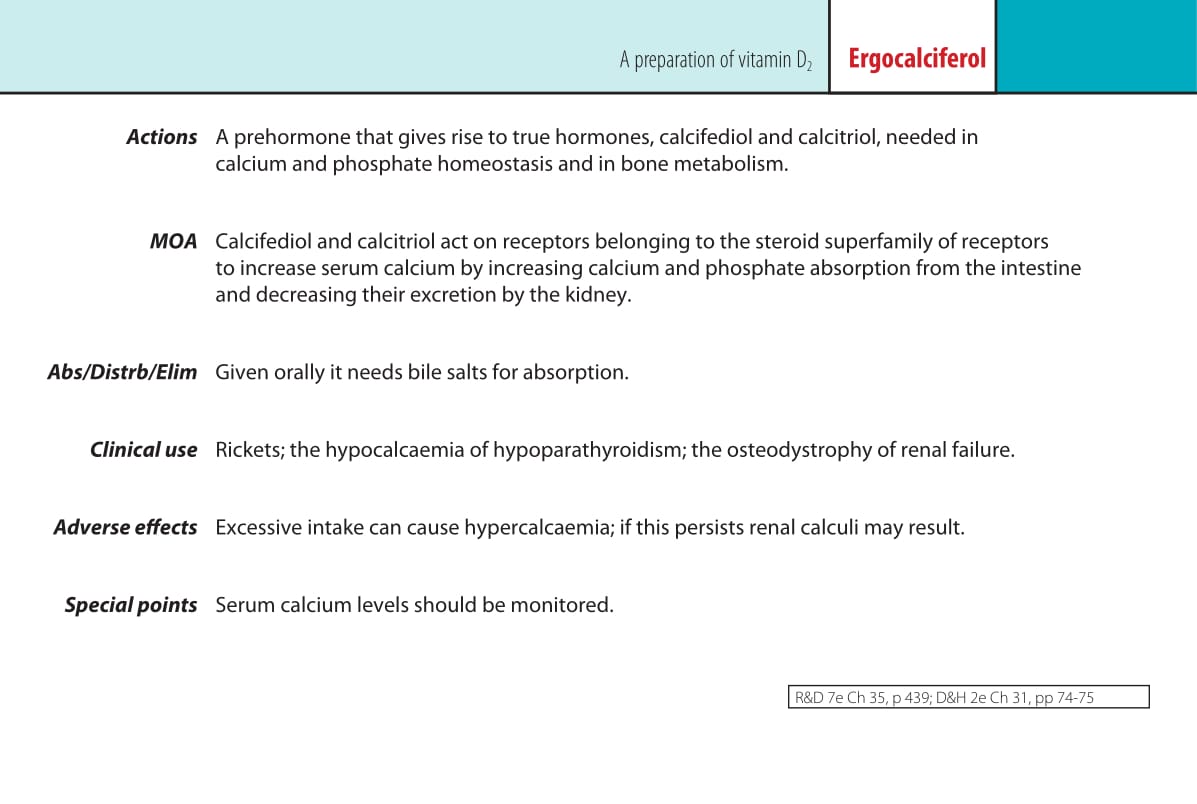 A preparation of vitamin D₂ Ergocalciferol
Actions A prehormone that gives rise to true hormones, calcifediol and calcitriol, needed in
calcium and phosphate homeostasis and in bone metabolism.
MOA Calcifediol and calcitriol act on receptors belonging to the steroid superfamily of receptors
to increase serum calcium by increasing calcium and phosphate absorption from the intestine
and decreasing their excretion by the kidney.
Abs/Distrb/Elim Given orally it needs bile salts for absorption.
Clinical use Rickets; the hypocalcaemia of hypoparathyroidism; the osteodystrophy of renal failure.
Adverse effects Excessive intake can cause hypercalcaemia; if this persists renal calculi may result.
Special points Serum calcium levels should be monitored.
R&D 7e Ch 35, p 439; D&H 2e Ch 31, pp 74-75